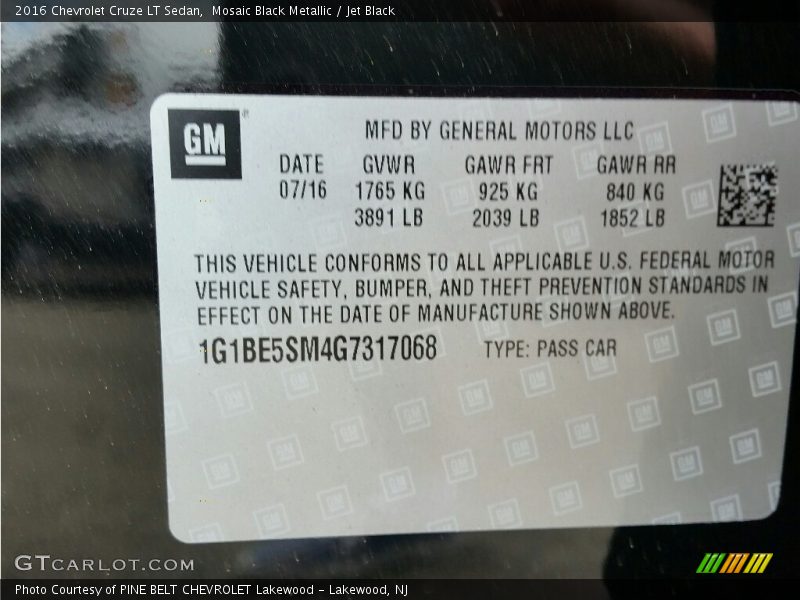 2016 Chevrolet Cruze LT Sedan,  Mosaic Black Metallic / Jet Black
GM®
MFD BY GENERAL MOTORS LLC
DATE GVWR GAWR FRT GAWR RR
07/16 1765 KG 925 KG 840 KG
3891 LB 2039 LB 1852 LB
THIS VEHICLE CONFORMS TO ALL APPLICABLE U.S. FEDERAL MOTOR
VEHICLE SAFETY, BUMPER, AND THEFT PREVENTION STANDARDS IN
EFFECT ON THE DATE OF MANUFACTURE SHOWN ABOVE.
1G1BE5SM4G7317068 TYPE: PASS CAR
GTCARLOT.COM
Photo Courtesy of PINE BELT CHEVROLET Lakewood - Lakewood, NJ